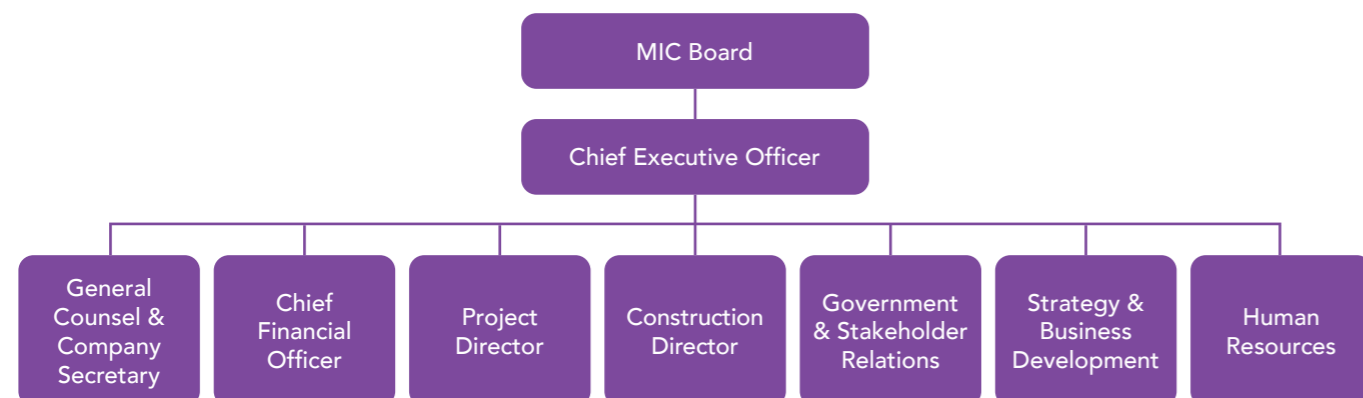 MIC Board
Chief Executive Officer
General
Counsel &
Company
Secretary
Chief
Financial
Officer
Project
Director
Construction
Director
Government
& Stakeholder
Relations
Strategy &
Business
Development
Human
Resources